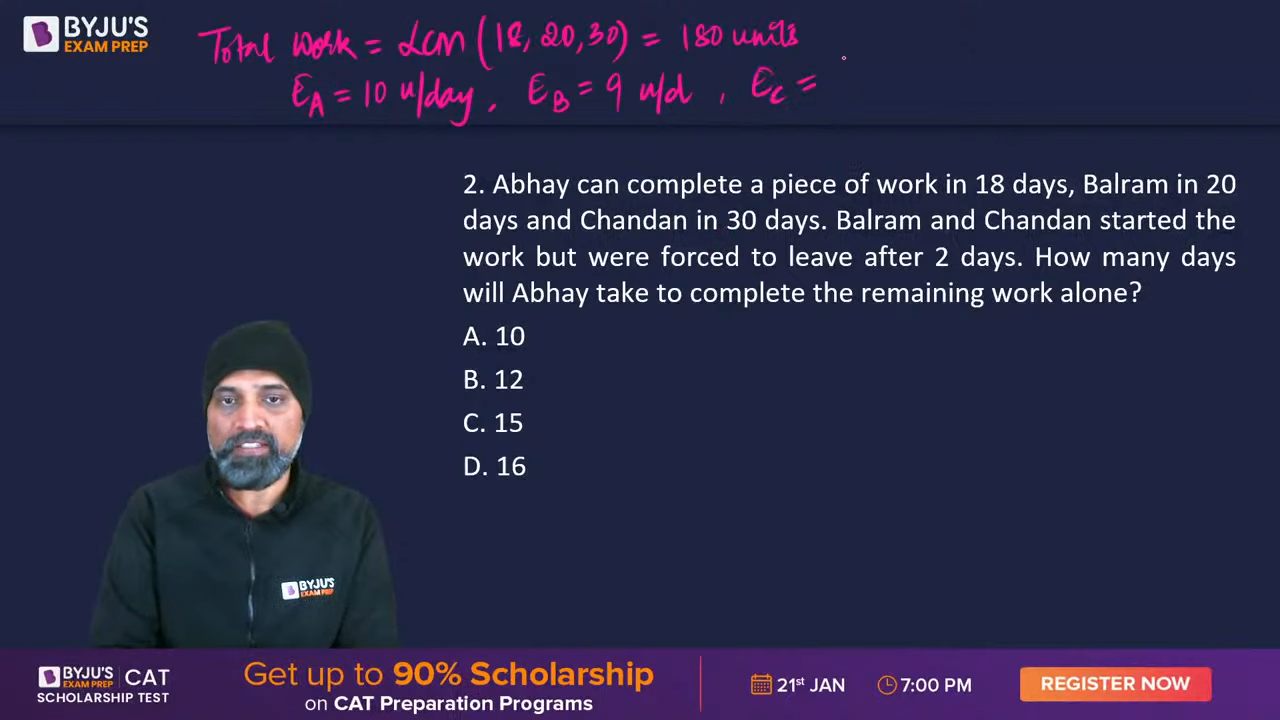 BYJU'S
EXAM PREP
Total Work = LCM (18, 20, 30) = 180 units
E_A = 10 u/day, E_B = 9 u/d, E_C =
2. Abhay can complete a piece of work in 18 days, Balram in 20
days and Chandan in 30 days. Balram and Chandan started the
work but were forced to leave after 2 days. How many days
will Abhay take to complete the remaining work alone?
A. 10
B. 12
C. 15
D. 16
BYJU'S
EXAM PREP
BYJU'S EXAM PREP | CAT
SCHOLARSHIP TEST
Get up to 90% Scholarship
on CAT Preparation Programs
21st JAN
7:00 PM
REGISTER NOW